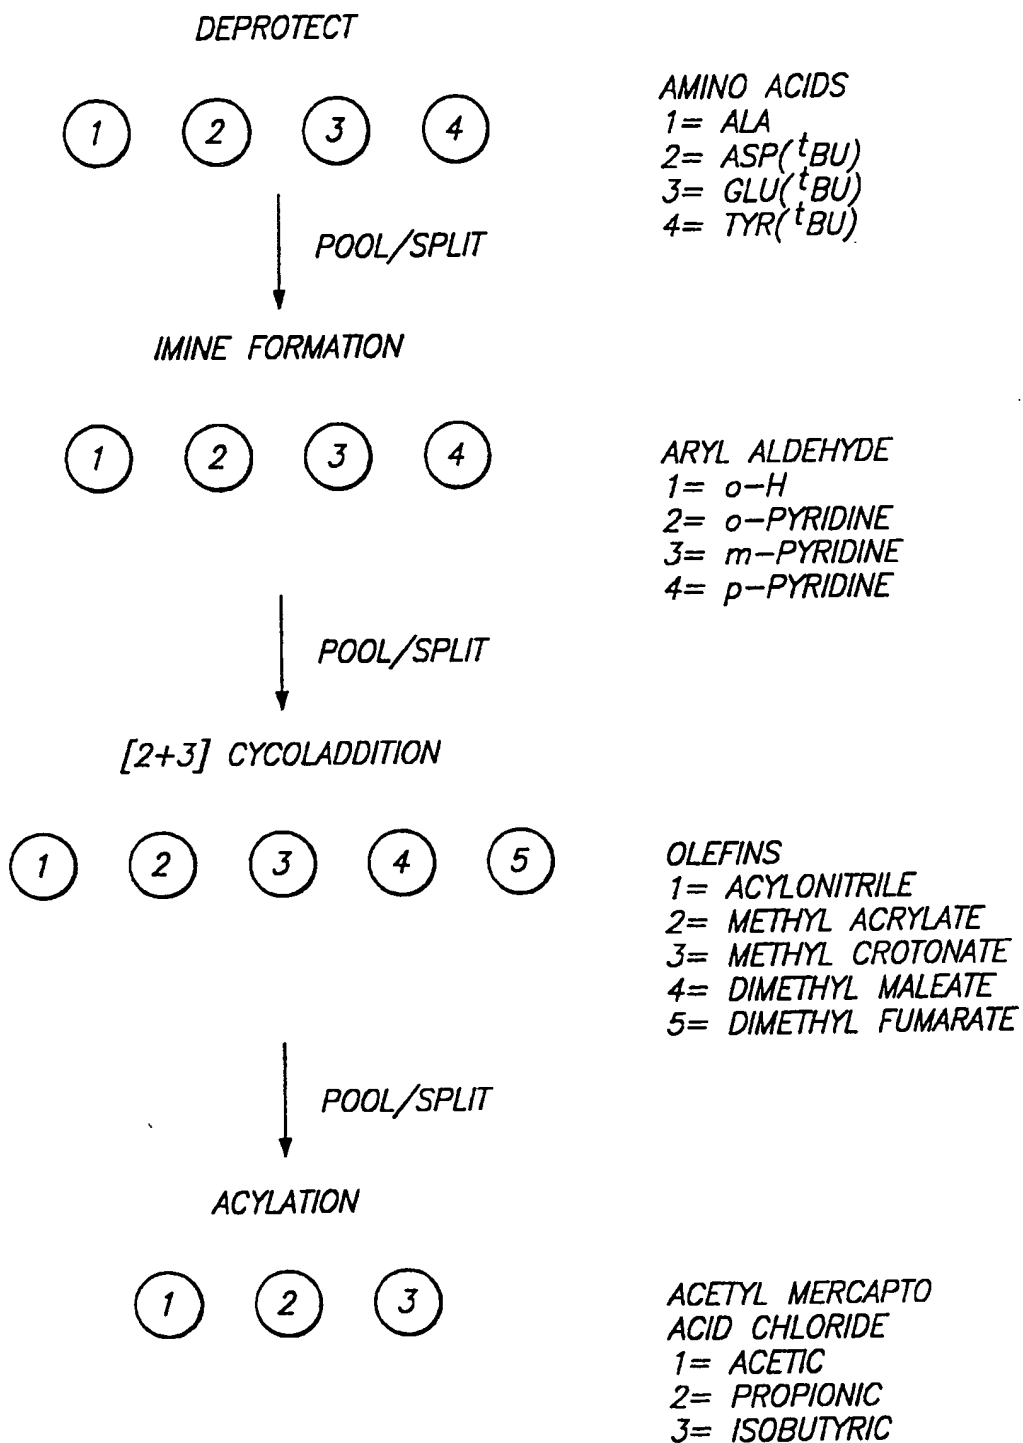 DEPROTECT
1 2 3 4
AMINO ACIDS
1= ALA
2= ASP(tBU)
3= GLU(tBU)
4= TYR(tBU)
POOL/SPLIT
IMINE FORMATION
1 2 3 4
ARYL ALDEHYDE
1= o-H
2= o-PYRIDINE
3= m-PYRIDINE
4= p-PYRIDINE
POOL/SPLIT
[2+3] CYCOLADDITION
1 2 3 4 5
OLEFINS
1= ACYLONITRILE
2= METHYL ACRYLATE
3= METHYL CROTONATE
4= DIMETHYL MALEATE
5= DIMETHYL FUMARATE
POOL/SPLIT
ACYLATION
1 2 3
ACETYL MERCAPTO
ACID CHLORIDE
1= ACETIC
2= PROPIONIC
3= ISOBUTYRIC